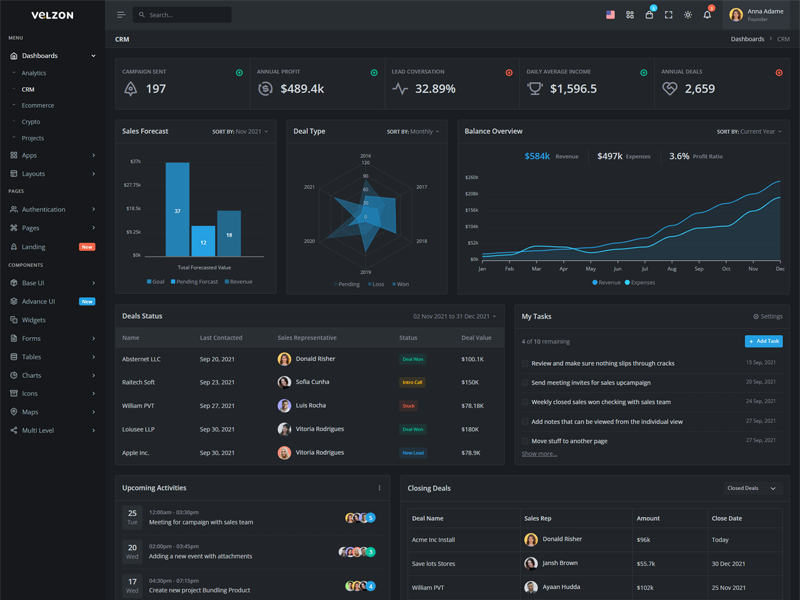 VELZON
Search...
5
3
Anna Adame
Founder
MENU
Dashboards
Analytics
CRM
Ecommerce
Crypto
Projects
Apps
Layouts
PAGES
Authentication
Pages
Landing New
COMPONENTS
Base UI
Advance UI New
Widgets
Forms
Tables
Charts
Icons
Maps
Multi Level
CRM
Dashboards > CRM
CAMPAIGN SENT
197
ANNUAL PROFIT
$489.4k
LEAD COVERSATION
32.89%
DAILY AVERAGE INCOME
$1,596.5
ANNUAL DEALS
2,659
Sales Forecast SORT BY: Nov 2021
$37k
$27.75k
$18.5k
$9.25k
$0k
37
12
18
Total Forecasted Value
Goal Pending Forcast Revenue
Deal Type SORT BY: Monthly
2016
120
90
60
30
0
2017
2018
2019
2020
2021
Pending Loss Won
Balance Overview SORT BY: Current Year
$584k Revenue $497k Expenses 3.6% Profit Ratio
$260k
$208k
$156k
$104k
$52k
$0k
Jan Feb Mar Apr May Jun Jul Aug Sep Oct Nov Dec
Revenue Expenses
Deals Status 02 Nov 2021 to 31 Dec 2021
Name Last Contacted Sales Representative Status Deal Value
Absternet LLC Sep 20, 2021 Donald Risher Deal Won $100.1K
Raitech Soft Sep 23, 2021 Sofia Cunha Intro Call $150K
William PVT Sep 27, 2021 Luis Rocha Stuck $78.18K
Loiusee LLP Sep 30, 2021 Vitoria Rodrigues Deal Won $180K
Apple Inc. Sep 30, 2021 Vitoria Rodrigues New Lead $78.9K
My Tasks Settings
4 of 10 remaining + Add Task
Review and make sure nothing slips through cracks 15 Sep, 2021
Send meeting invites for sales upcampaign 20 Sep, 2021
Weekly closed sales won checking with sales team 24 Sep, 2021
Add notes that can be viewed from the individual view 27 Sep, 2021
Move stuff to another page 27 Sep, 2021
Show more...
Upcoming Activities
25
Tue
12:00am - 03:30pm
Meeting for campaign with sales team
5
20
Wed
02:00pm - 03:45pm
Adding a new event with attachments
3
17
Wed
04:30pm - 07:15pm
Create new project Bundling Product
4
Closing Deals Closed Deals
Deal Name Sales Rep Amount Close Date
Acme Inc Install Donald Risher $96k Today
Save lots Stores Jansh Brown $55.7k 30 Dec 2021
William PVT Ayaan Hudda $102k 25 Nov 2021